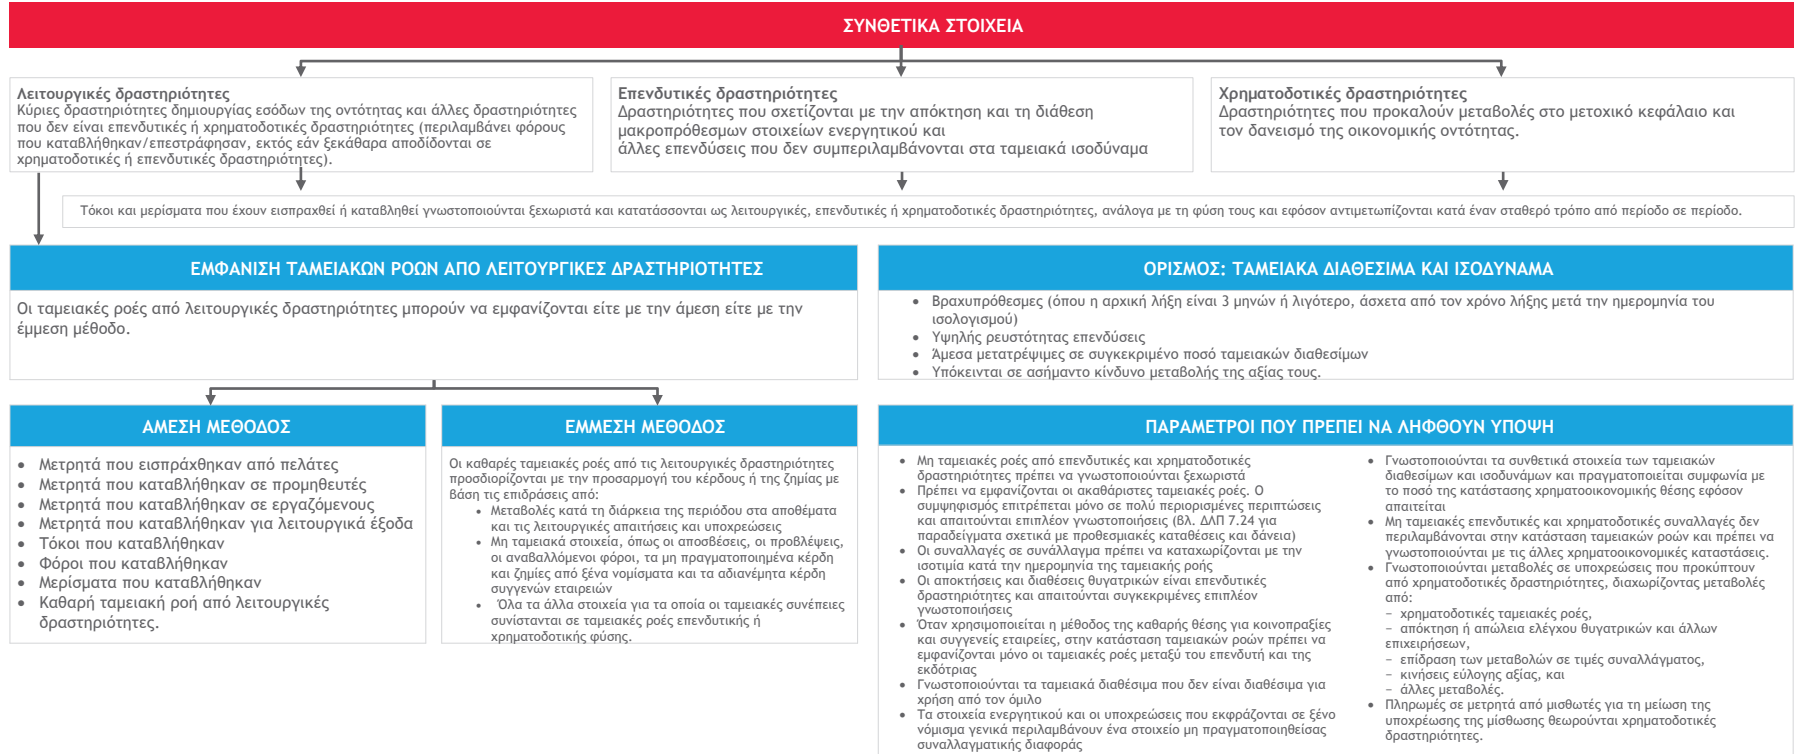 ΣΥΝΘΕΤΙΚΑ ΣΤΟΙΧΕΙΑ
Λειτουργικές δραστηριότητες
Κύριες δραστηριότητες δημιουργίας εσόδων της οντότητας και άλλες δραστηριότητες
που δεν είναι επενδυτικές ή χρηματοδοτικές δραστηριότητες (περιλαμβάνει φόρους
που καταβλήθηκαν/επεστράφησαν, εκτός εάν ξεκάθαρα αποδίδονται σε
χρηματοδοτικές ή επενδυτικές δραστηριότητες).
Επενδυτικές δραστηριότητες
Δραστηριότητες που σχετίζονται με την απόκτηση και τη διάθεση
μακροπρόθεσμων στοιχείων ενεργητικού και
άλλες επενδύσεις που δεν συμπεριλαμβάνονται στα ταμειακά ισοδύναμα
Χρηματοδοτικές δραστηριότητες
Δραστηριότητες που προκαλούν μεταβολές στο μετοχικό κεφάλαιο και
τον δανεισμό της οικονομικής οντότητας.
Τόκοι και μερίσματα που έχουν εισπραχθεί ή καταβληθεί γνωστοποιούνται ξεχωριστά και κατατάσσονται ως λειτουργικές, επενδυτικές ή χρηματοδοτικές δραστηριότητες, ανάλογα με τη φύση τους και εφόσον αντιμετωπίζονται κατά έναν σταθερό τρόπο από περίοδο σε περίοδο.
ΕΜΦΑΝΙΣΗ ΤΑΜΕΙΑΚΩΝ ΡΟΩΝ ΑΠΟ ΛΕΙΤΟΥΡΓΙΚΕΣ ΔΡΑΣΤΗΡΙΟΤΗΤΕΣ
Οι ταμειακές ροές από λειτουργικές δραστηριότητες μπορούν να εμφανίζονται είτε με την άμεση είτε με την
έμμεση μέθοδο.
ΟΡΙΣΜΟΣ: ΤΑΜΕΙΑΚΑ ΔΙΑΘΕΣΙΜΑ ΚΑΙ ΙΣΟΔΥΝΑΜΑ
• Βραχυπρόθεσμες (όπου η αρχική λήξη είναι 3 μηνών ή λιγότερο, άσχετα από τον χρόνο λήξης μετά την ημερομηνία του
ισολογισμού)
• Υψηλής ρευστότητας επενδύσεις
• Άμεσα μετατρέψιμες σε συγκεκριμένο ποσό ταμειακών διαθεσίμων
• Υπόκεινται σε ασήμαντο κίνδυνο μεταβολής της αξίας τους.
ΑΜΕΣΗ ΜΕΘΟΔΟΣ
• Μετρητά που εισπράχθηκαν από πελάτες
• Μετρητά που καταβλήθηκαν σε προμηθευτές
• Μετρητά που καταβλήθηκαν σε εργαζόμενους
• Μετρητά που καταβλήθηκαν για λειτουργικά έξοδα
• Τόκοι που καταβλήθηκαν
• Φόροι που καταβλήθηκαν
• Μερίσματα που καταβλήθηκαν
• Καθαρή ταμειακή ροή από λειτουργικές
δραστηριότητες.
ΕΜΜΕΣΗ ΜΕΘΟΔΟΣ
Οι καθαρές ταμειακές ροές από τις λειτουργικές δραστηριότητες
προσδιορίζονται με την προσαρμογή του κέρδους ή της ζημίας με
βάση τις επιδράσεις από:
• Μεταβολές κατά τη διάρκεια της περιόδου στα αποθέματα
και τις λειτουργικές απαιτήσεις και υποχρεώσεις
• Μη ταμειακά στοιχεία, όπως οι αποσβέσεις, οι προβλέψεις,
οι αναβαλλόμενοι φόροι, τα μη πραγματοποιημένα κέρδη
και ζημίες από ξένα νομίσματα και τα αδιανέμητα κέρδη
συγγενών εταιρειών
• Όλα τα άλλα στοιχεία για τα οποία οι ταμειακές συνέπειες
συνίστανται σε ταμειακές ροές επενδυτικής ή
χρηματοδοτικής φύσης.
ΠΑΡΑΜΕΤΡΟΙ ΠΟΥ ΠΡΕΠΕΙ ΝΑ ΛΗΦΘΟΥΝ ΥΠΟΨΗ
• Μη ταμειακές ροές από επενδυτικές και χρηματοδοτικές
δραστηριότητες πρέπει να γνωστοποιούνται ξεχωριστά
• Πρέπει να εμφανίζονται οι ακαθάριστες ταμειακές ροές. Ο
συμψηφισμός επιτρέπεται μόνο σε πολύ περιορισμένες περιπτώσεις
και απαιτούνται επιπλέον γνωστοποιήσεις (βλ. ΔΛΠ 7.24 για
παραδείγματα σχετικά με προθεσμιακές καταθέσεις και δάνεια)
• Οι συναλλαγές σε συνάλλαγμα πρέπει να καταχωρίζονται με την
ισοτιμία κατά την ημερομηνία της ταμειακής ροής
• Οι αποκτήσεις και διαθέσεις θυγατρικών είναι επενδυτικές
δραστηριότητες και απαιτούνται συγκεκριμένες επιπλέον
γνωστοποιήσεις
• Όταν χρησιμοποιείται η μέθοδος της καθαρής θέσης για κοινοπραξίες
και συγγενείς εταιρείες, στην κατάσταση ταμειακών ροών πρέπει να
εμφανίζονται μόνο οι ταμειακές ροές μεταξύ του επενδυτή και της
εκδότριας
• Γνωστοποιούνται τα ταμειακά διαθέσιμα που δεν είναι διαθέσιμα για
χρήση από τον όμιλο
• Τα στοιχεία ενεργητικού και οι υποχρεώσεις που εκφράζονται σε ξένο
νόμισμα γενικά περιλαμβάνουν ένα στοιχείο μη πραγματοποιηθείσας
συναλλαγματικής διαφοράς
• Γνωστοποιούνται τα συνθετικά στοιχεία των ταμειακών
διαθεσίμων και ισοδυνάμων και πραγματοποιείται συμφωνία με
το ποσό της κατάστασης χρηματοοικονομικής θέσης εφόσον
απαιτείται
• Μη ταμειακές επενδυτικές και χρηματοδοτικές συναλλαγές δεν
περιλαμβάνονται στην κατάσταση ταμειακών ροών και πρέπει να
γνωστοποιούνται με τις άλλες χρηματοοικονομικές καταστάσεις.
• Γνωστοποιούνται μεταβολές σε υποχρεώσεις που προκύπτουν
από χρηματοδοτικές δραστηριότητες, διαχωρίζοντας μεταβολές
από:
– χρηματοδοτικές ταμειακές ροές,
– απόκτηση ή απώλεια ελέγχου θυγατρικών και άλλων
επιχειρήσεων,
– επίδραση των μεταβολών σε τιμές συναλλάγματος,
– κινήσεις εύλογης αξίας, και
– άλλες μεταβολές.
• Πληρωμές σε μετρητά από μισθωτές για τη μείωση της
υποχρέωσης της μίσθωσης θεωρούνται χρηματοδοτικές
δραστηριότητες.